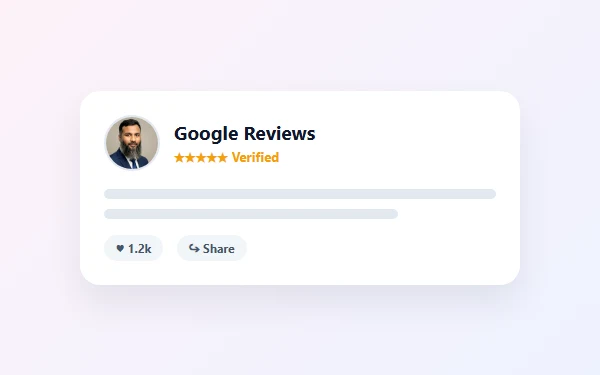 Google Reviews
★★★★★ Verified
♥ 1.2k
↪ Share